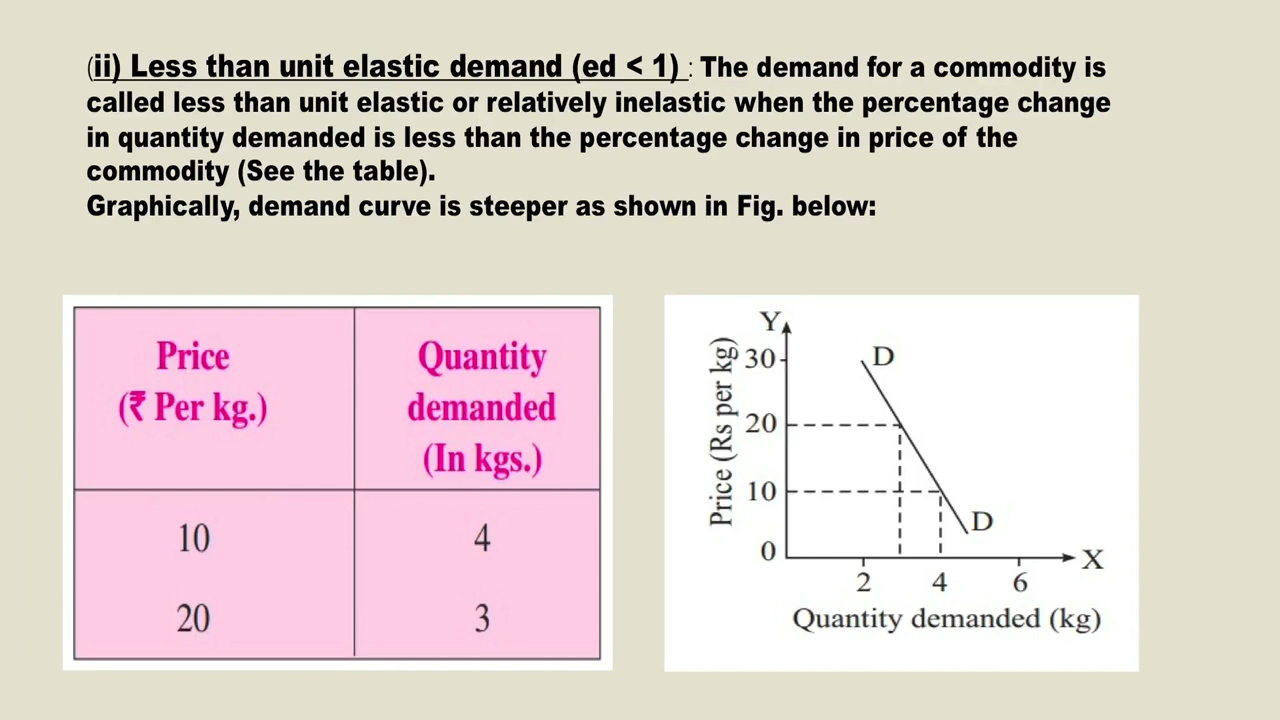 (ii) Less than unit elastic demand (ed < 1) : The demand for a commodity is
called less than unit elastic or relatively inelastic when the percentage change
in quantity demanded is less than the percentage change in price of the
commodity (See the table).
Graphically, demand curve is steeper as shown in Fig. below:
Price
(₹ Per kg.)
Quantity
demanded
(In kgs.)
10 4
20 3
Y
Price (Rs per kg)
30
D
20
10
D
0
X
2 4 6
Quantity demanded (kg)